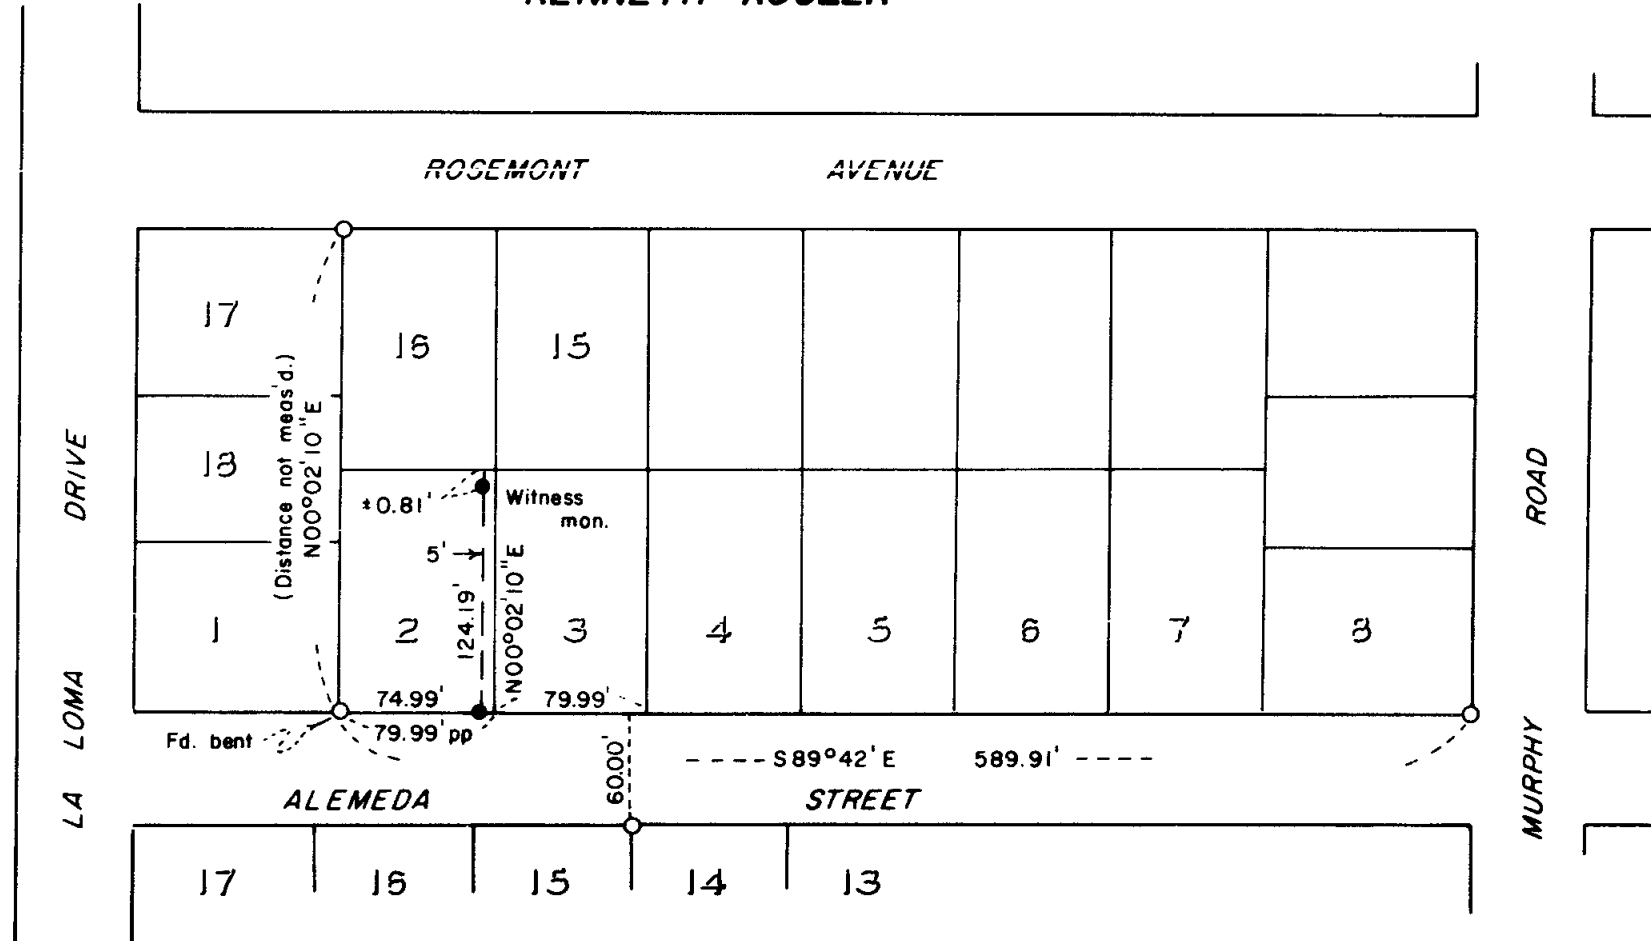 ROSEMONT AVENUE
17
16
15
18
(Distance not meas'd.)
N00°02'10"E
±0.81'
Witness
mon.
5'
124.19'
N00°02'10"E
1
2
3
4
5
6
7
8
74.99'
79.99'
79.99' pp
Fd. bent
60.00'
S89°42'E 589.91'
ALEMEDA STREET
LA LOMA DRIVE
MURPHY ROAD
17
16
15
14
13